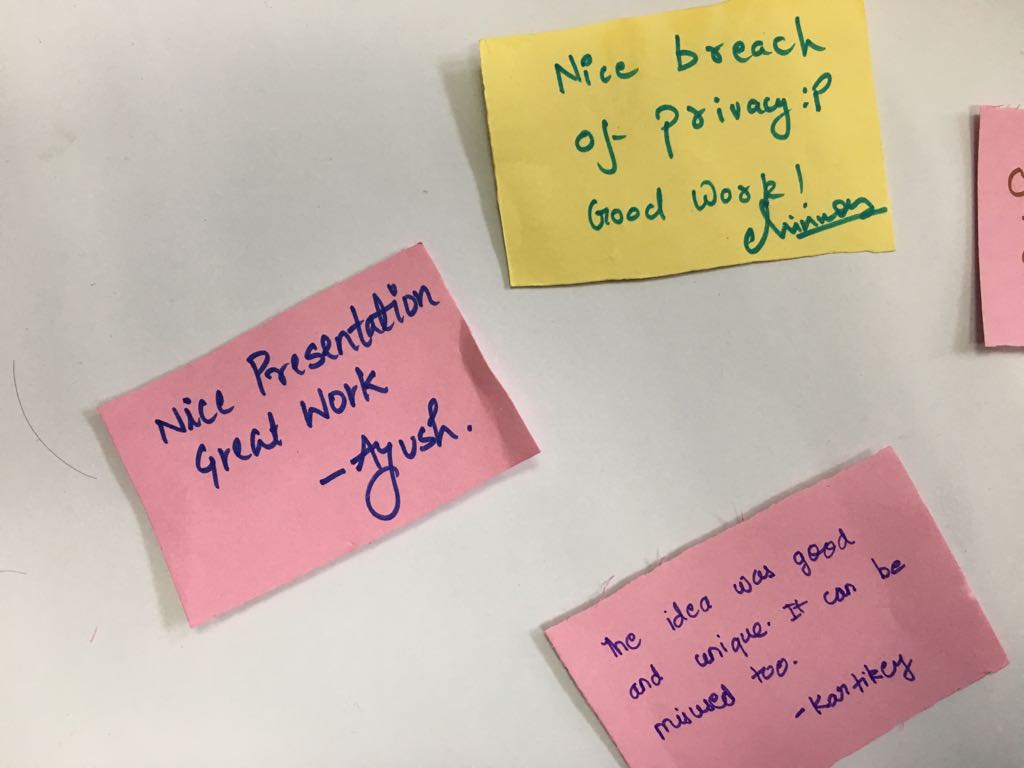 Nice breach
of privacy :P
Good work!
Chinmay
Nice Presentation
Great Work
- Ayush.
The idea was good
and unique. It can be
misused too.
- Kartikey